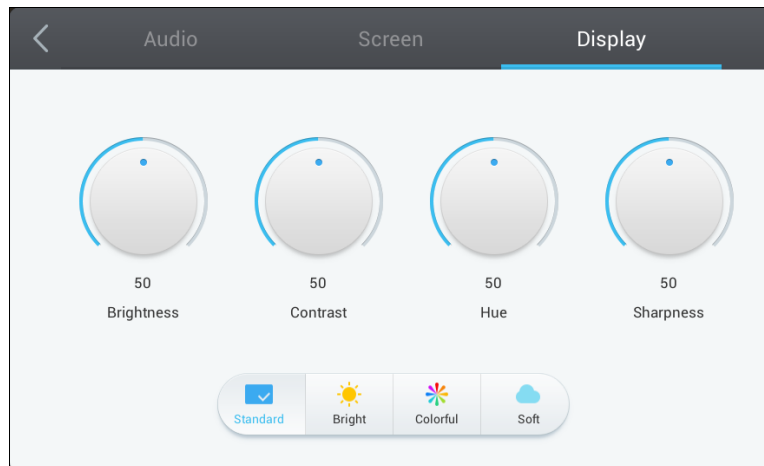 Audio Screen Display
50 50 50 50
Brightness Contrast Hue Sharpness
Standard Bright Colorful Soft